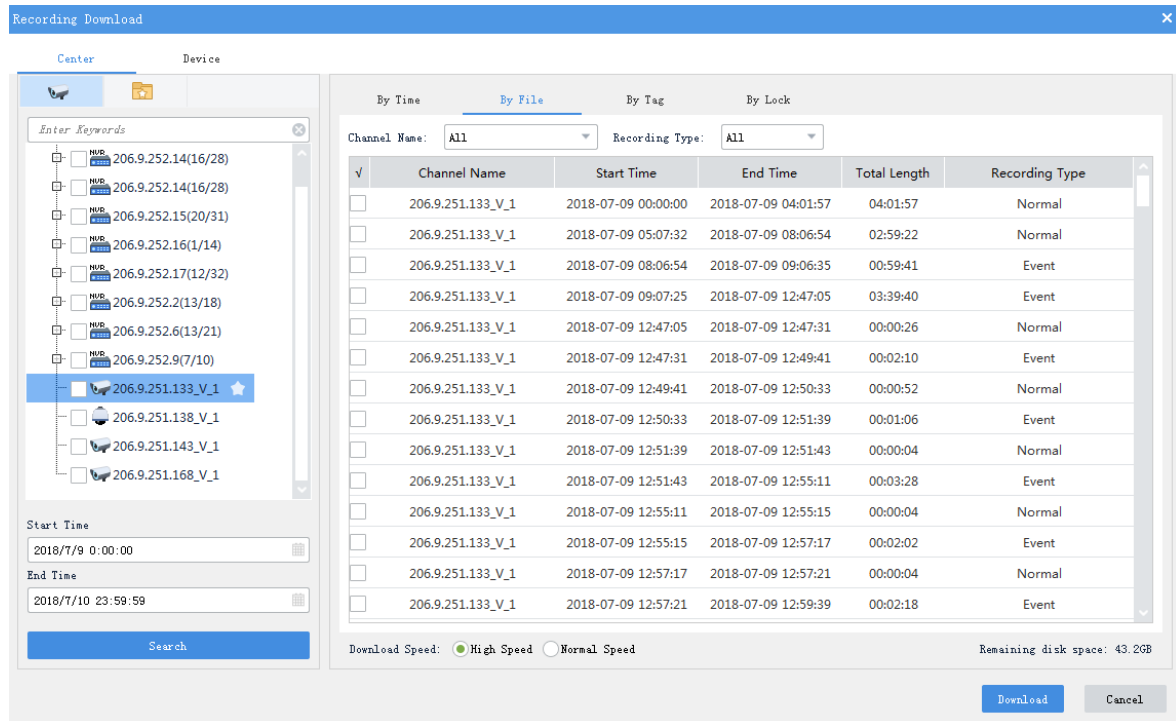 Recording Download
Center Device
Enter Keywords
NVR 206.9.252.14(16/28)
NVR 206.9.252.14(16/28)
NVR 206.9.252.15(20/31)
NVR 206.9.252.16(1/14)
NVR 206.9.252.17(12/32)
NVR 206.9.252.2(13/18)
NVR 206.9.252.6(13/21)
NVR 206.9.252.9(7/10)
206.9.251.133_V_1
206.9.251.138_V_1
206.9.251.143_V_1
206.9.251.168_V_1
Start Time
2018/7/9 0:00:00
End Time
2018/7/10 23:59:59
Search
By Time By File By Tag By Lock
Channel Name: All Recording Type: All
√ Channel Name Start Time End Time Total Length Recording Type
206.9.251.133_V_1 2018-07-09 00:00:00 2018-07-09 04:01:57 04:01:57 Normal
206.9.251.133_V_1 2018-07-09 05:07:32 2018-07-09 08:06:54 02:59:22 Normal
206.9.251.133_V_1 2018-07-09 08:06:54 2018-07-09 09:06:35 00:59:41 Event
206.9.251.133_V_1 2018-07-09 09:07:25 2018-07-09 12:47:05 03:39:40 Event
206.9.251.133_V_1 2018-07-09 12:47:05 2018-07-09 12:47:31 00:00:26 Normal
206.9.251.133_V_1 2018-07-09 12:47:31 2018-07-09 12:49:41 00:02:10 Event
206.9.251.133_V_1 2018-07-09 12:49:41 2018-07-09 12:50:33 00:00:52 Normal
206.9.251.133_V_1 2018-07-09 12:50:33 2018-07-09 12:51:39 00:01:06 Event
206.9.251.133_V_1 2018-07-09 12:51:39 2018-07-09 12:51:43 00:00:04 Normal
206.9.251.133_V_1 2018-07-09 12:51:43 2018-07-09 12:55:11 00:03:28 Event
206.9.251.133_V_1 2018-07-09 12:55:11 2018-07-09 12:55:15 00:00:04 Normal
206.9.251.133_V_1 2018-07-09 12:55:15 2018-07-09 12:57:17 00:02:02 Event
206.9.251.133_V_1 2018-07-09 12:57:17 2018-07-09 12:57:21 00:00:04 Normal
206.9.251.133_V_1 2018-07-09 12:57:21 2018-07-09 12:59:39 00:02:18 Event
Download Speed: High Speed Normal Speed Remaining disk space: 43.2GB
Download Cancel